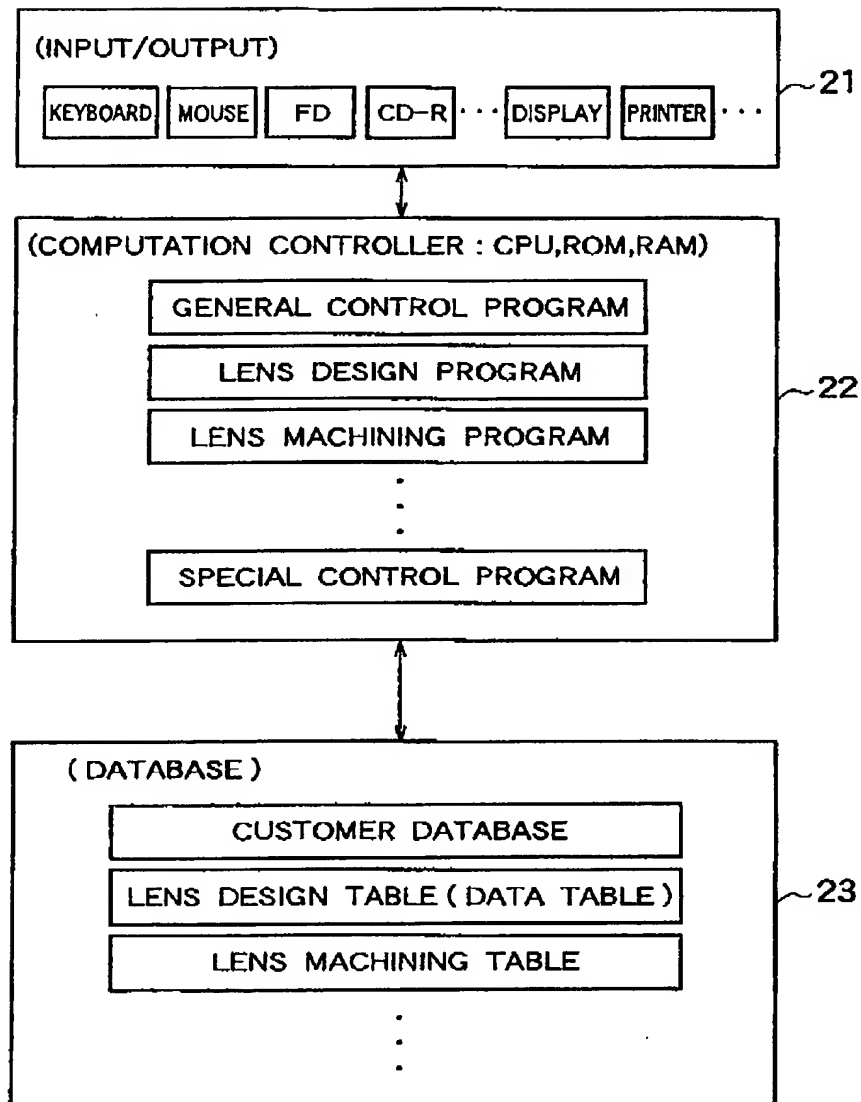 (INPUT/OUTPUT)
KEYBOARD MOUSE FD CD-R ··· DISPLAY PRINTER ···
21
(COMPUTATION CONTROLLER : CPU,ROM,RAM)
GENERAL CONTROL PROGRAM
LENS DESIGN PROGRAM
22
LENS MACHINING PROGRAM
SPECIAL CONTROL PROGRAM
(DATABASE)
CUSTOMER DATABASE
LENS DESIGN TABLE (DATA TABLE)
23
LENS MACHINING TABLE